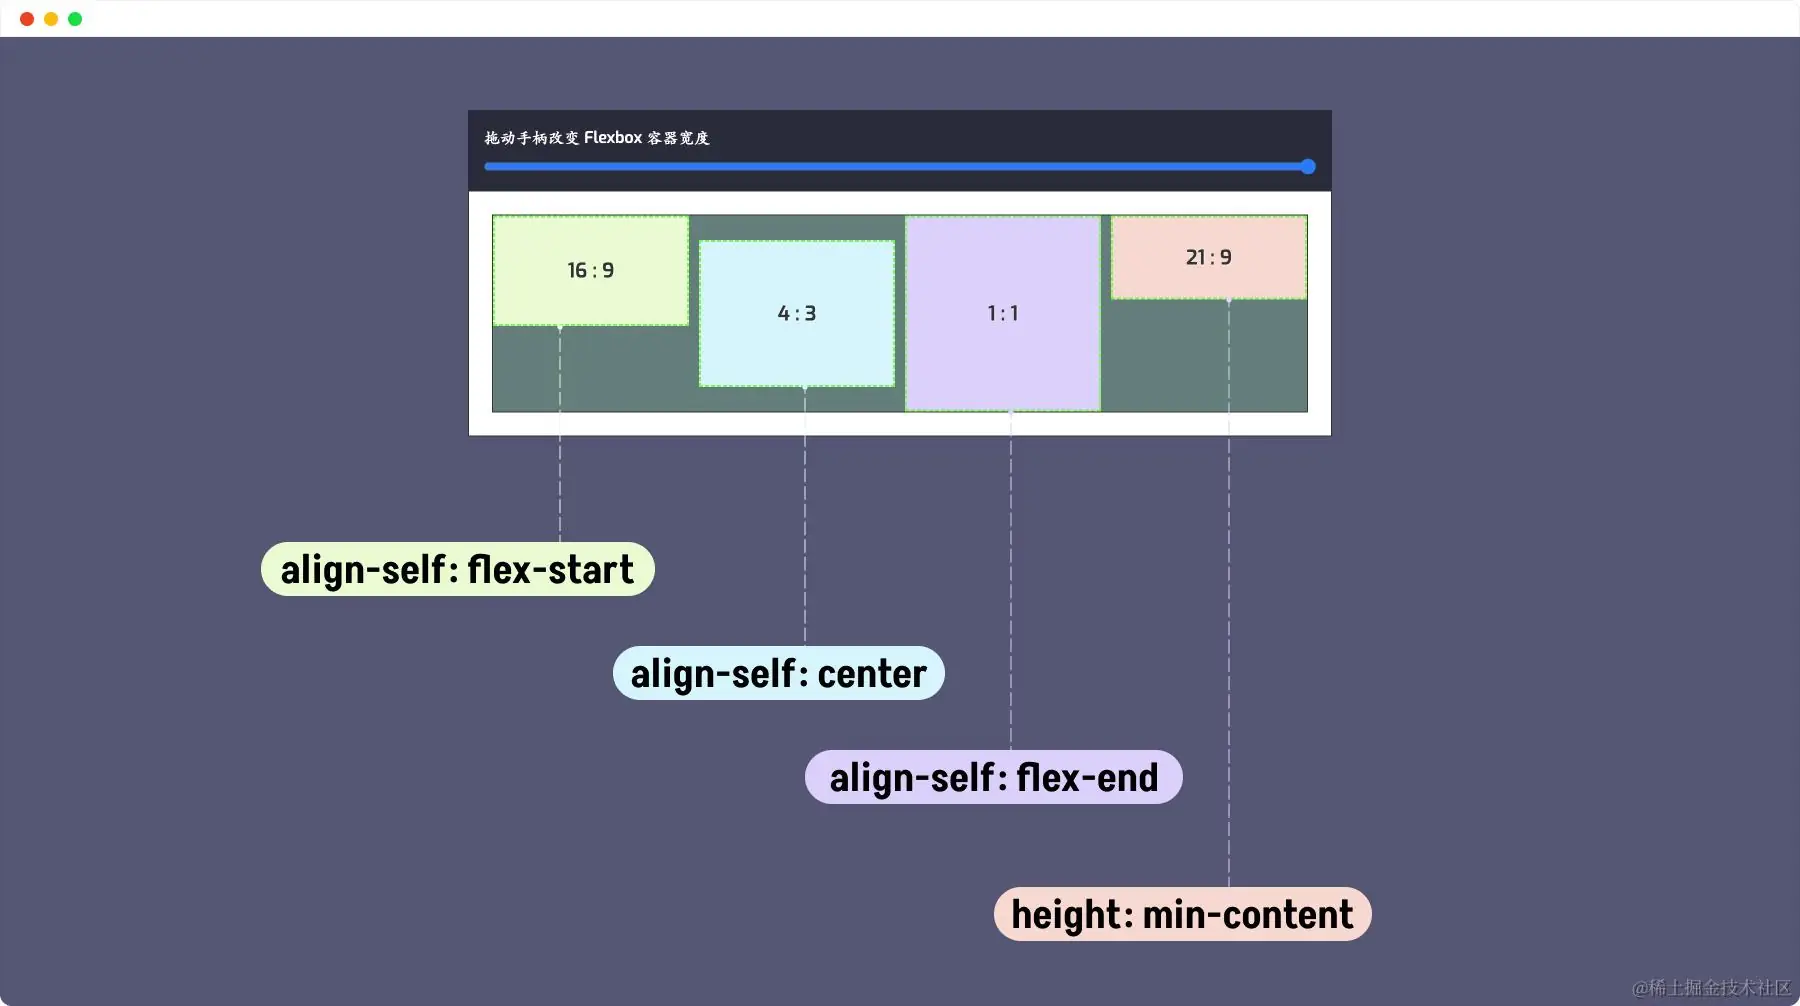 拖动手柄改变 Flexbox 容器宽度
16 : 9
4 : 3
1 : 1
21 : 9
align-self: flex-start
align-self: center
align-self: flex-end
height: min-content
@稀土掘金技术社区